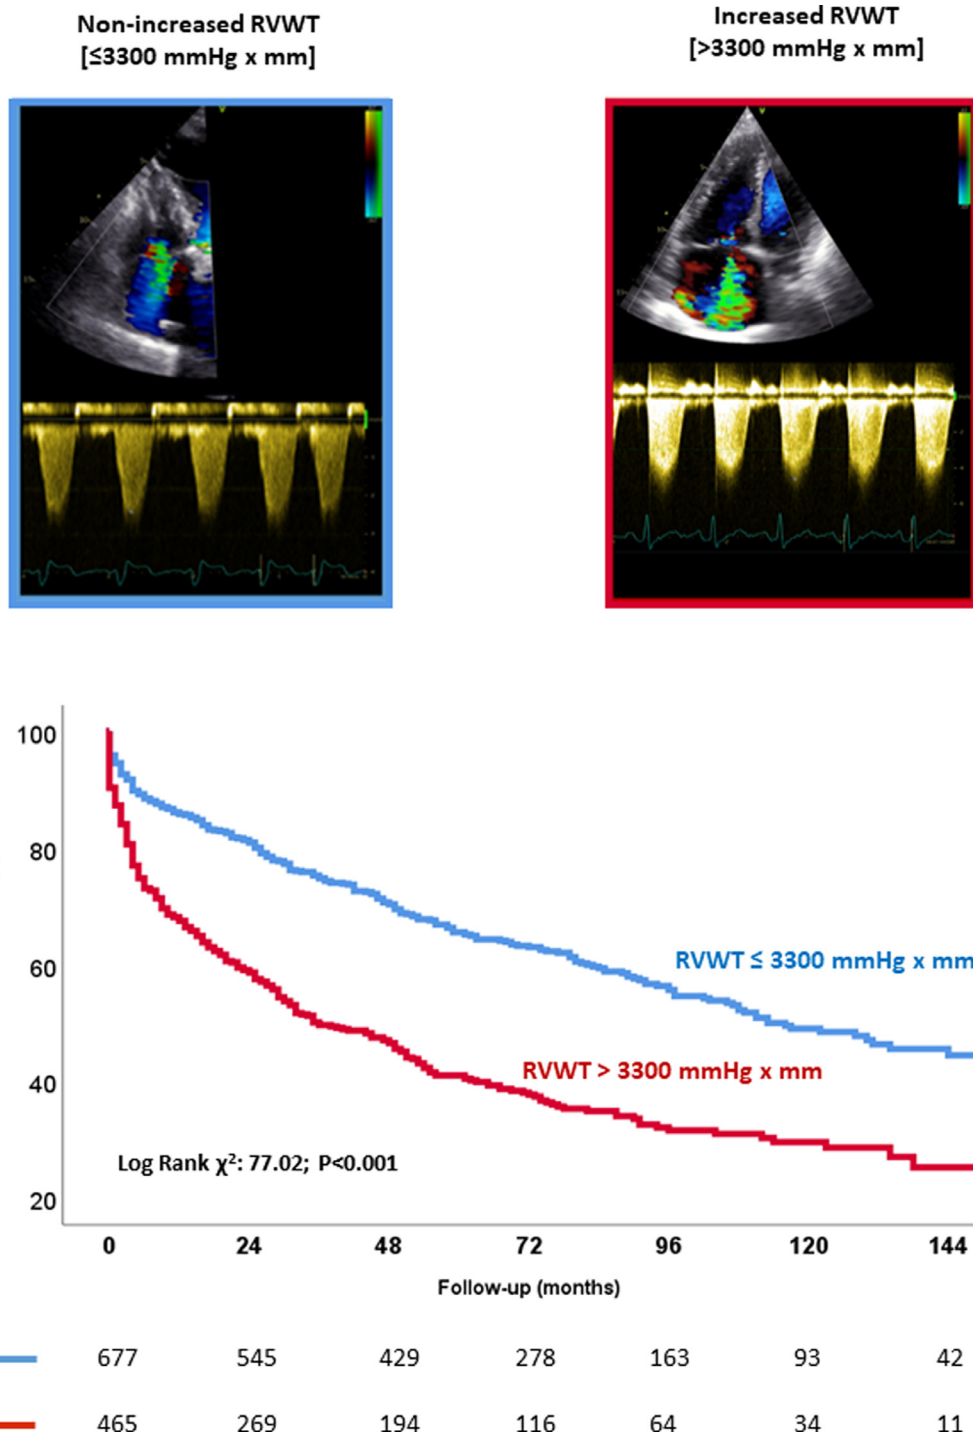 Non-increased RVWT
[≤3300 mmHg x mm]
Increased RVWT
[>3300 mmHg x mm]
100
80
60
40
20
RVWT ≤ 3300 mmHg x mm
RVWT > 3300 mmHg x mm
Log Rank χ²: 77.02; P<0.001
0 24 48 72 96 120 144
Follow-up (months)
677 545 429 278 163 93 42
465 269 194 116 64 34 11